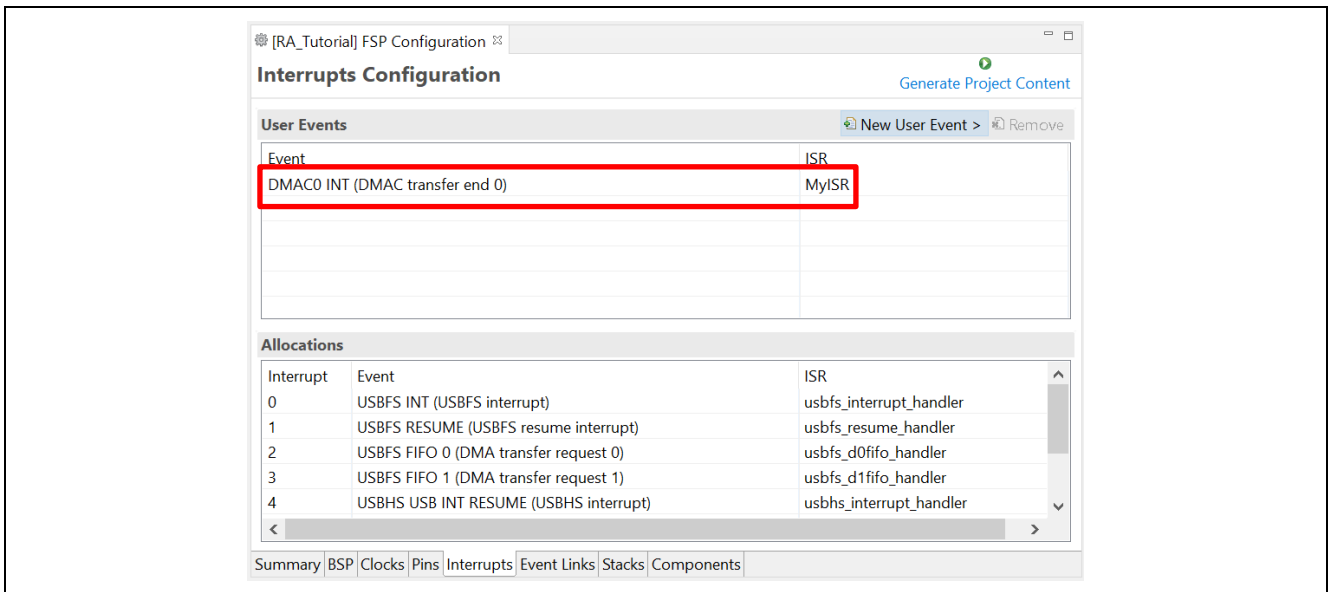 [RA_Tutorial] FSP Configuration
Interrupts Configuration
Generate Project Content
User Events New User Event > Remove
Event ISR
DMAC0 INT (DMAC transfer end 0) MyISR
Allocations
Interrupt Event ISR
0 USBFS INT (USBFS interrupt) usbfs_interrupt_handler
1 USBFS RESUME (USBFS resume interrupt) usbfs_resume_handler
2 USBFS FIFO 0 (DMA transfer request 0) usbfs_d0fifo_handler
3 USBFS FIFO 1 (DMA transfer request 1) usbfs_d1fifo_handler
4 USBHS USB INT RESUME (USBHS interrupt) usbhs_interrupt_handler
Summary BSP Clocks Pins Interrupts Event Links Stacks Components